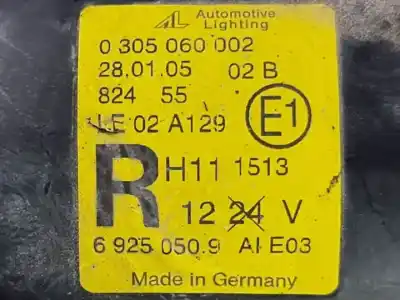 AL Automotive
Lighting
0 305 060 002
28.01.05 02 B
824 55
LE 02 A129
E1
R H11 1513
12 24 V
6 925 050.9 AI E03
Made in Germany